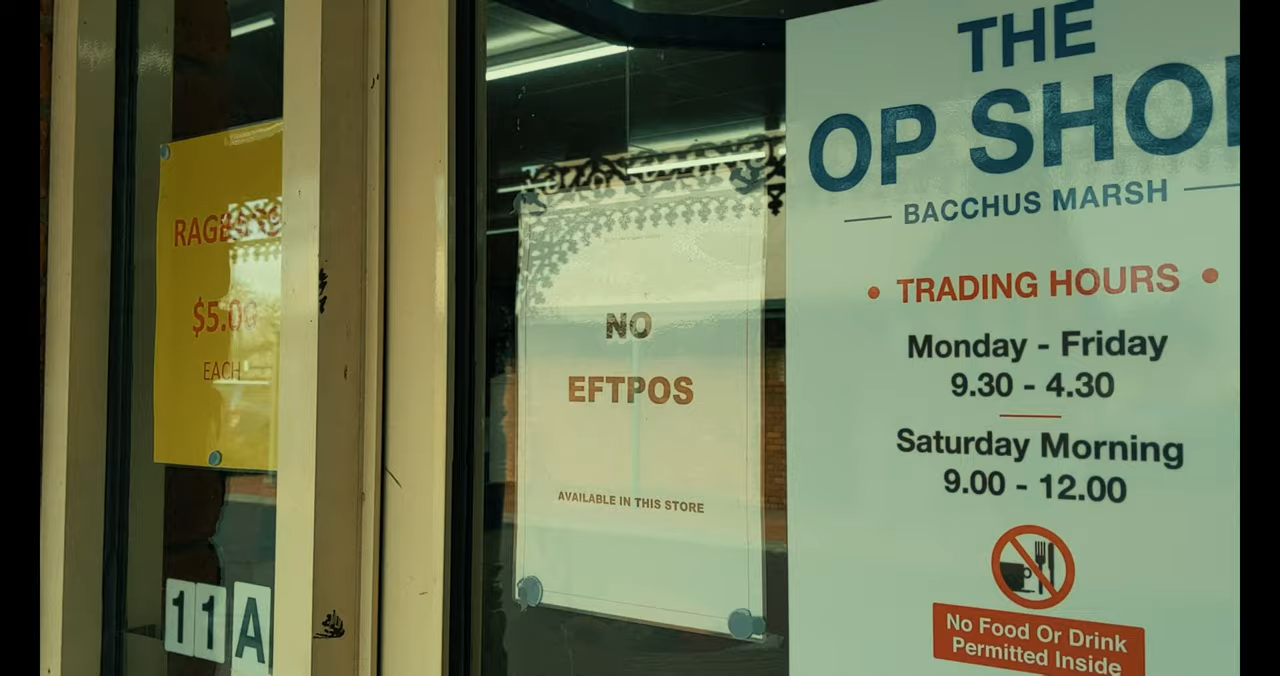 $5.00
EACH
11A
NO
EFTPOS
AVAILABLE IN THIS STORE
THE
OP SHO
BACCHUS MARSH
• TRADING HOURS •
Monday - Friday
9.30 - 4.30
Saturday Morning
9.00 - 12.00
No Food Or Drink
Permitted Inside